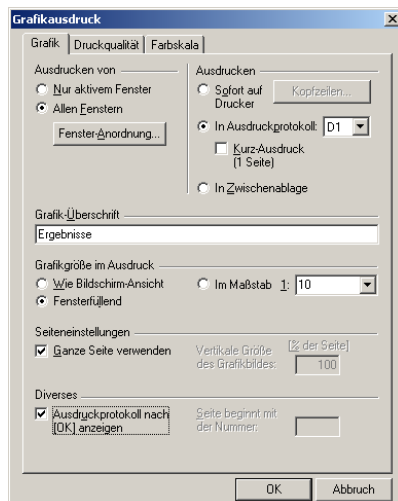 Grafikausdruck
Grafik Druckqualität Farbskala
Ausdrucken von
Nur aktivem Fenster
Allen Fenstern
Fenster-Anordnung...
Ausdrucken
Sofort auf Drucker
Kopfzeilen...
In Ausdruckprotokoll: D1
Kurz-Ausdruck
(1 Seite)
In Zwischenablage
Grafik-Überschrift
Ergebnisse
Grafikgröße im Ausdruck
Wie Bildschirm-Ansicht
Fensterfüllend
Im Maßstab 1: 10
Seiteneinstellungen
Ganze Seite verwenden
Vertikale Größe des Grafikbildes:
[% der Seite]
100
Diverses
Ausdruckprotokoll nach
[OK] anzeigen
Seite beginnt mit
der Nummer:
OK Abbruch